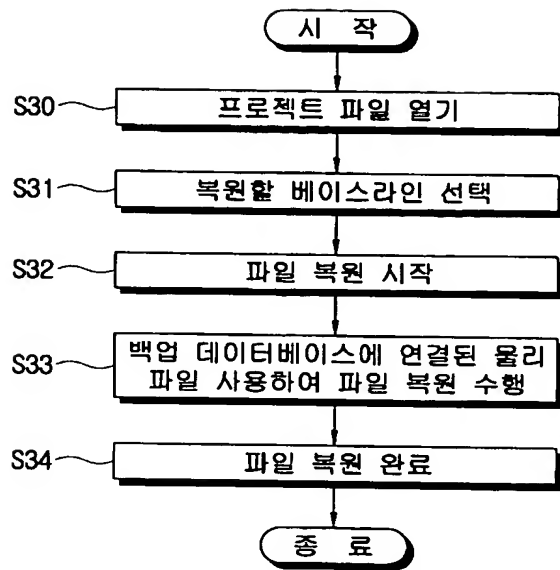 시 작
S30 프로젝트 파일 열기
S31 복원할 베이스라인 선택
S32 파일 복원 시작
S33 백업 데이터베이스에 연결된 물리
파일 사용하여 파일 복원 수행
S34 파일 복원 완료
종 료